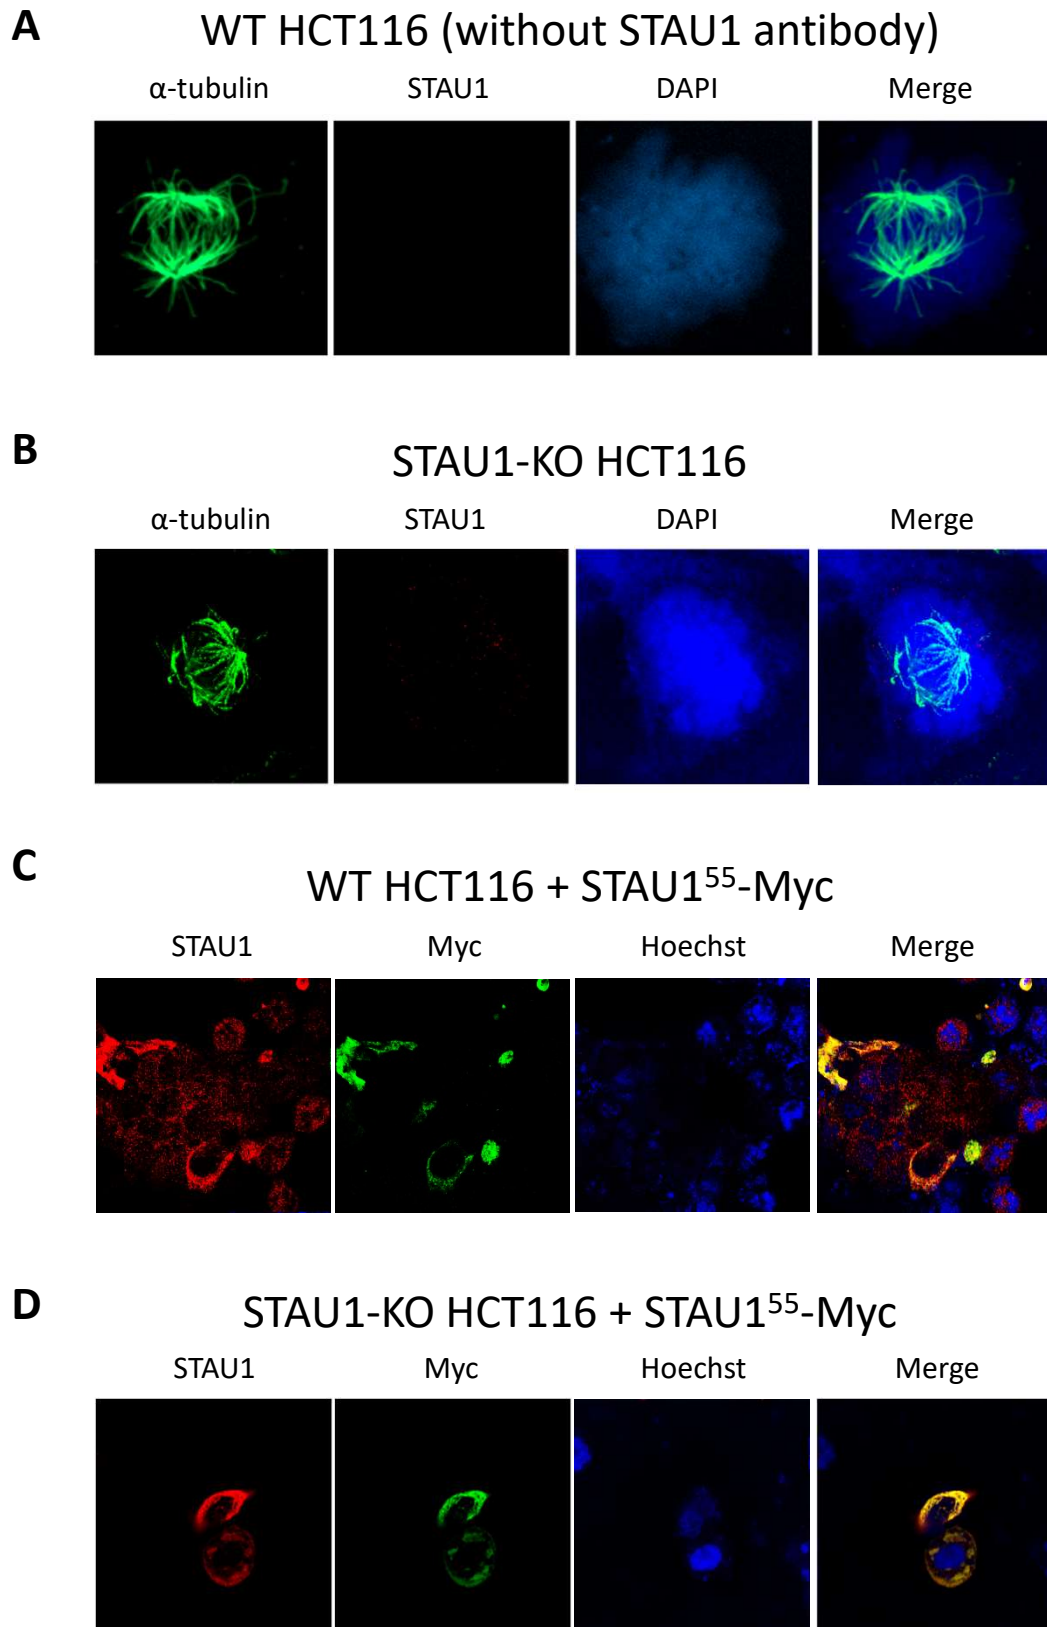 A
WT HCT116 (without STAU1 antibody)
α-tubulin STAU1 DAPI Merge
B
STAU1-KO HCT116
α-tubulin STAU1 DAPI Merge
C
WT HCT116 + STAU1⁵⁵-Myc
STAU1 Myc Hoechst Merge
D
STAU1-KO HCT116 + STAU1⁵⁵-Myc
STAU1 Myc Hoechst Merge